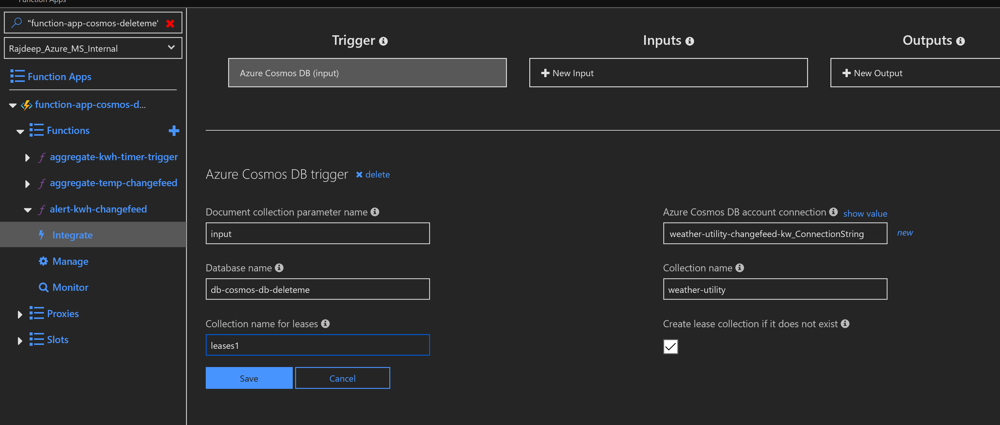 Function Apps
"function-app-cosmos-deleteme'
Rajdeep_Azure_MS_Internal
Function Apps
function-app-cosmos-d...
Functions
aggregate-kwh-timer-trigger
aggregate-temp-changefeed
alert-kwh-changefeed
Integrate
Manage
Monitor
Proxies
Slots
Trigger
Inputs
Outputs
Azure Cosmos DB (input)
New Input
New Output
Azure Cosmos DB trigger delete
Document collection parameter name
input
Azure Cosmos DB account connection show value
weather-utility-changefeed-kw_ConnectionString new
Database name
db-cosmos-db-deleteme
Collection name
weather-utility
Collection name for leases
leases1
Create lease collection if it does not exist
Save
Cancel